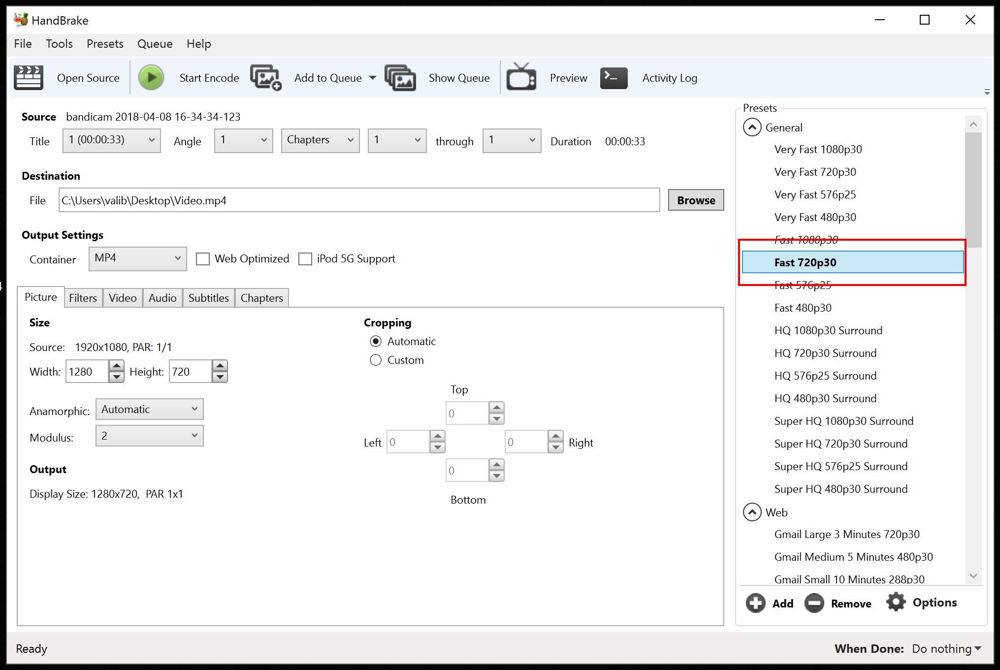 HandBrake
File Tools Presets Queue Help
Open Source Start Encode Add to Queue Show Queue Preview Activity Log
Source bandicam 2018-04-08 16-34-34-123
Title 1 (00:00:33) Angle 1 Chapters 1 through 1 Duration 00:00:33
Destination
File C:\Users\valib\Desktop\Video.mp4 Browse
Output Settings
Container MP4 Web Optimized iPod 5G Support
Picture Filters Video Audio Subtitles Chapters
Size
Source: 1920x1080, PAR: 1/1
Width: 1280 Height: 720
Anamorphic: Automatic
Modulus: 2
Output
Display Size: 1280x720, PAR 1x1
Cropping
Automatic
Custom
Top
0
Left 0 0 Right
0
Bottom
Presets
General
Very Fast 1080p30
Very Fast 720p30
Very Fast 576p25
Very Fast 480p30
Fast 1080p30
Fast 720p30
Fast 576p25
Fast 480p30
HQ 1080p30 Surround
HQ 720p30 Surround
HQ 576p25 Surround
HQ 480p30 Surround
Super HQ 1080p30 Surround
Super HQ 720p30 Surround
Super HQ 576p25 Surround
Super HQ 480p30 Surround
Web
Gmail Large 3 Minutes 720p30
Gmail Medium 5 Minutes 480p30
Gmail Small 10 Minutes 288p30
Add Remove Options
Ready When Done: Do nothing